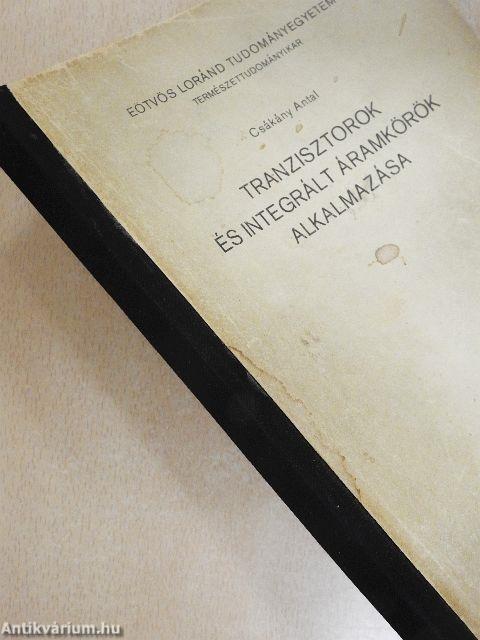 EÖTVÖS LORÁND TUDOMÁNYEGYETEM
TERMÉSZETTUDOMÁNYI KAR
Csákány Antal
TRANZISZTOROK
ÉS INTEGRÁLT ÁRAMKÖRÖK
ALKALMAZÁSA
Antikvárium.hu